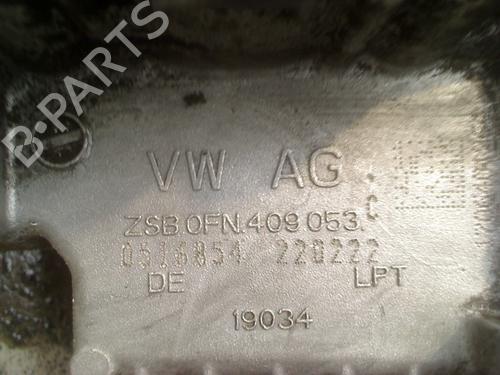 B-PARTS
VW AG
ZSB.0FN.409.053. C
0516854 220222
DE LPT
19034